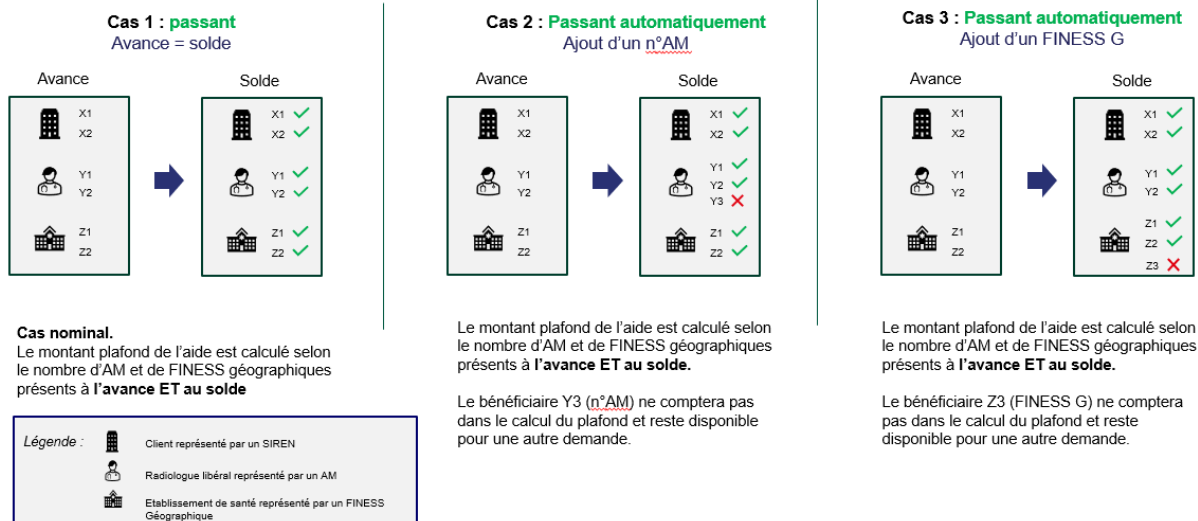 Cas 1 : passant
Avance = solde
Avance
Solde
X1
X2
Y1
Y2
Z1
Z2
X1
X2
Y1
Y2
Z1
Z2
Cas nominal.
Le montant plafond de l'aide est calculé selon
le nombre d'AM et de FINESS géographiques
présents à l'avance ET au solde
Légende :
Client représenté par un SIREN
Radiologue libéral représenté par un AM
Etablissement de santé représenté par un FINESS
Géographique
Cas 2 : Passant automatiquement
Ajout d'un n°AM
Avance
Solde
X1
X2
Y1
Y2
Z1
Z2
X1
X2
Y1
Y2
Y3
Z1
Z2
Le montant plafond de l'aide est calculé selon
le nombre d'AM et de FINESS géographiques
présents à l'avance ET au solde.
Le bénéficiaire Y3 (n°AM) ne comptera pas
dans le calcul du plafond et reste disponible
pour une autre demande.
Cas 3 : Passant automatiquement
Ajout d'un FINESS G
Avance
Solde
X1
X2
Y1
Y2
Z1
Z2
X1
X2
Y1
Y2
Z1
Z2
Z3
Le montant plafond de l'aide est calculé selon
le nombre d'AM et de FINESS géographiques
présents à l'avance ET au solde.
Le bénéficiaire Z3 (FINESS G) ne comptera
pas dans le calcul du plafond et reste
disponible pour une autre demande.